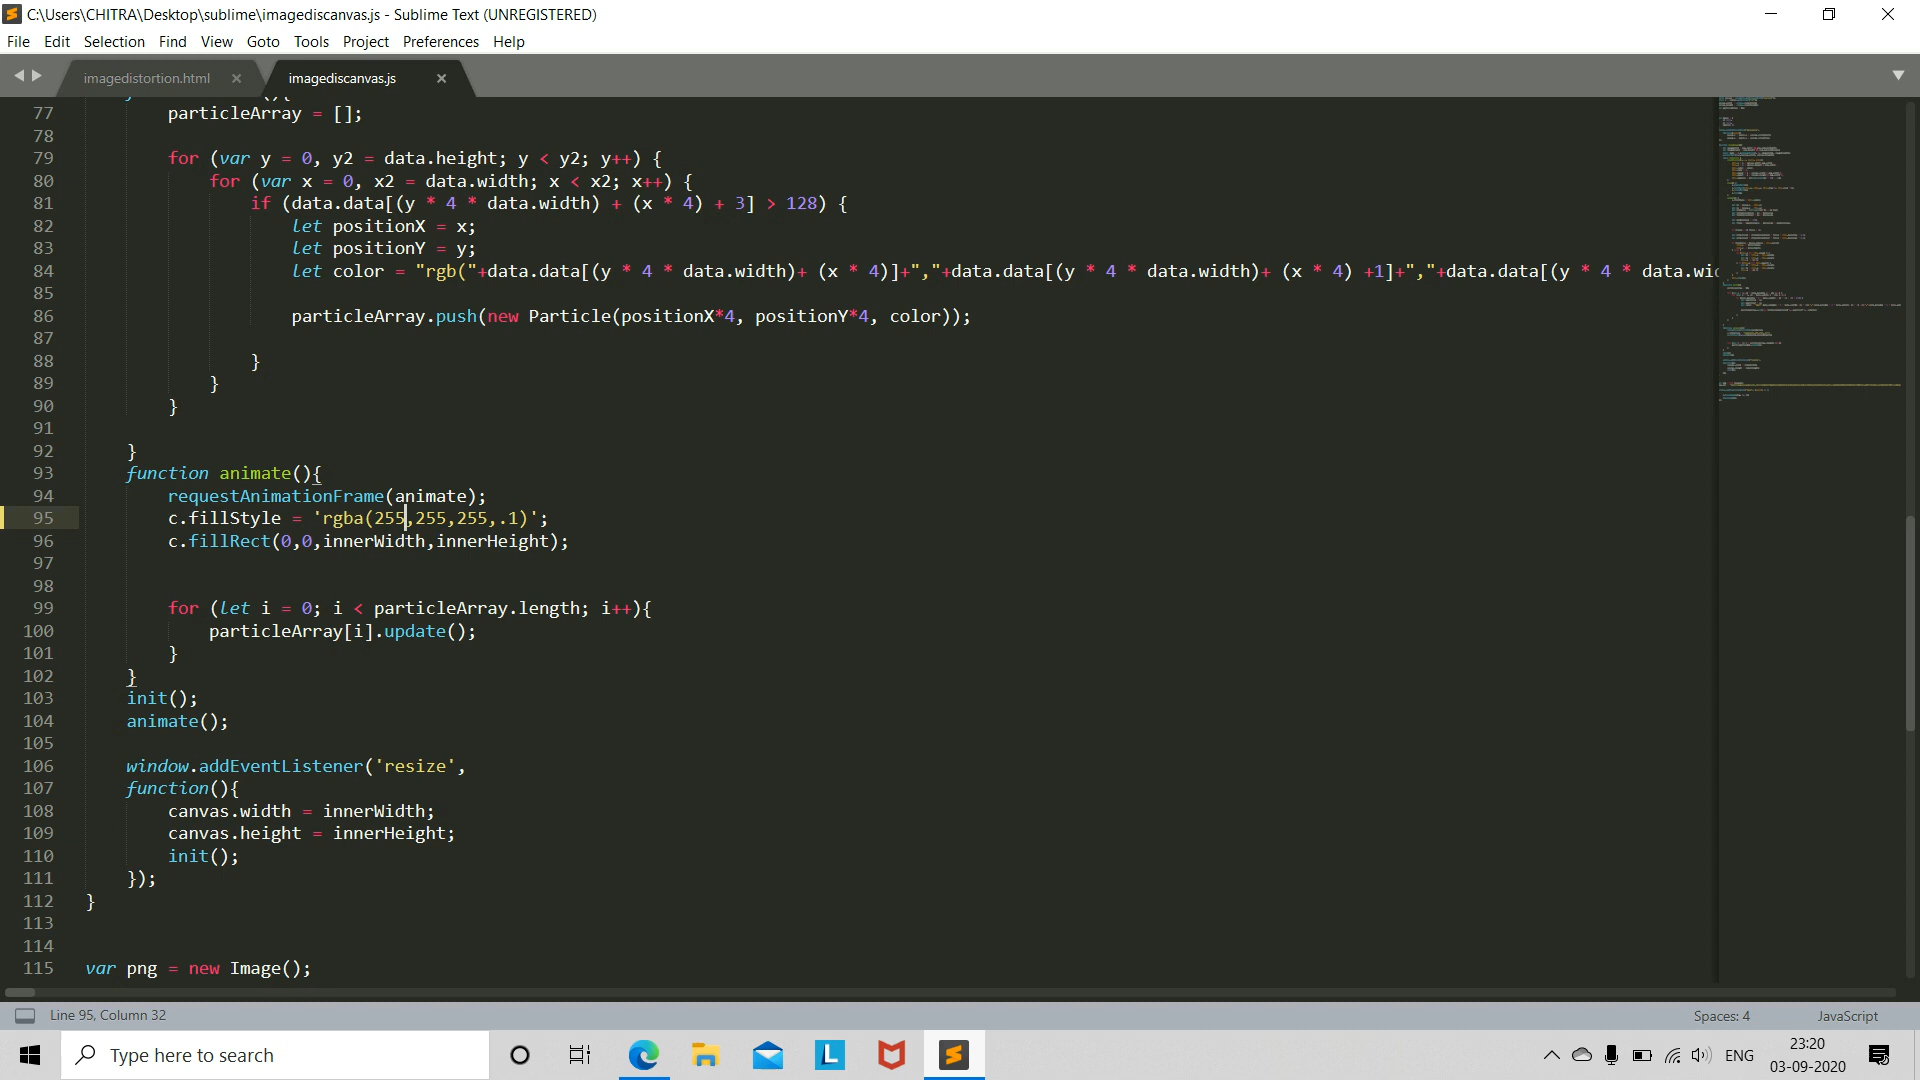 C:\Users\CHITRA\Desktop\sublime\imagediscanvas.js - Sublime Text (UNREGISTERED)
File Edit Selection Find View Goto Tools Project Preferences Help
imagedistortion.html × imagediscanvas.js ×
77 particleArray = [];
78
79 for (var y = 0, y2 = data.height; y < y2; y++) {
80 for (var x = 0, x2 = data.width; x < x2; x++) {
81 if (data.data[(y * 4 * data.width) + (x * 4) + 3] > 128) {
82 let positionX = x;
83 let positionY = y;
84 let color = "rgb("+data.data[(y * 4 * data.width)+ (x * 4)]+","+data.data[(y * 4 * data.width)+ (x * 4) +1]+","+data.data[(y * 4 * data.wid
85
86 particleArray.push(new Particle(positionX*4, positionY*4, color));
87
88 }
89 }
90 }
91
92 }
93 function animate(){
94 requestAnimationFrame(animate);
95 c.fillStyle = 'rgba(255,255,255,.1)';
96 c.fillRect(0,0,innerWidth,innerHeight);
97
98
99 for (let i = 0; i < particleArray.length; i++){
100 particleArray[i].update();
101 }
102 }
103 init();
104 animate();
105
106 window.addEventListener('resize',
107 function(){
108 canvas.width = innerWidth;
109 canvas.height = innerHeight;
110 init();
111 });
112 }
113
114
115 var png = new Image();
Line 95, Column 32 Spaces: 4 JavaScript
Type here to search
ENG 23:20
03-09-2020